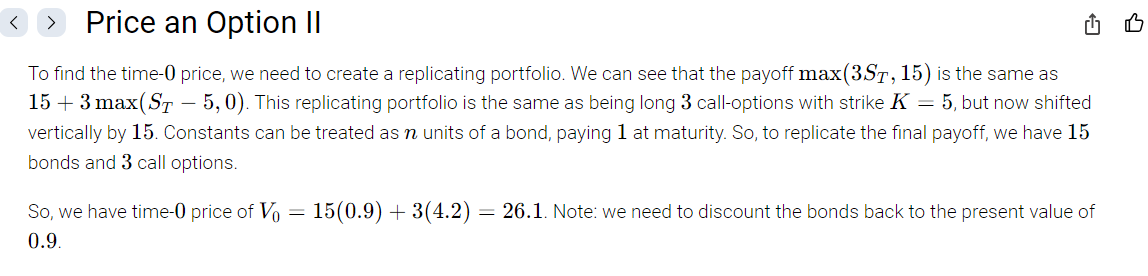 Price an Option II
To find the time-0 price, we need to create a replicating portfolio. We can see that the payoff max(3S_T, 15) is the same as
15 + 3 max(S_T − 5, 0). This replicating portfolio is the same as being long 3 call-options with strike K = 5, but now shifted
vertically by 15. Constants can be treated as n units of a bond, paying 1 at maturity. So, to replicate the final payoff, we have 15
bonds and 3 call options.
So, we have time-0 price of V_0 = 15(0.9) + 3(4.2) = 26.1. Note: we need to discount the bonds back to the present value of
0.9.